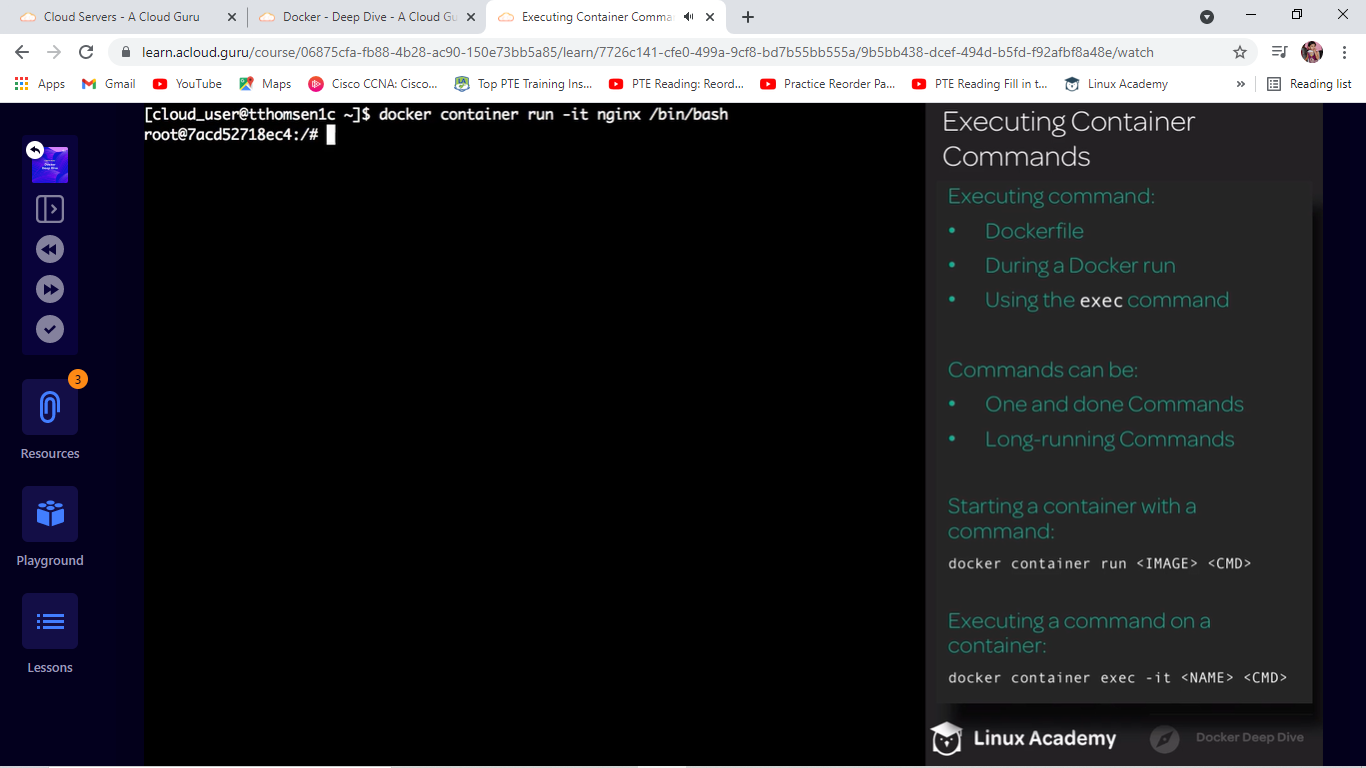 Cloud Servers - A Cloud Guru
Docker - Deep Dive - A Cloud Gu
Executing Container Comma
learn.acloud.guru/course/06875cfa-fb88-4b28-ac90-150e73bb5a85/learn/7726c141-cfe0-499a-9cf8-bd7b55bb555a/9b5bb438-dcef-494d-b5fd-f92afbf8a48e/watch
Apps
Gmail
YouTube
Maps
Cisco CCNA: Cisco...
Top PTE Training Ins...
PTE Reading: Reord...
Practice Reorder Pa...
PTE Reading Fill in t...
Linux Academy
»
Reading list
[cloud_user@tthomsen1c ~]$ docker container run -it nginx /bin/bash
root@7acd52718ec4:/#
Docker
Deep Dive
3
Resources
Playground
Lessons
Executing Container
Commands
Executing command:
• Dockerfile
• During a Docker run
• Using the exec command
Commands can be:
• One and done Commands
• Long-running Commands
Starting a container with a
command:
docker container run <IMAGE> <CMD>
Executing a command on a
container:
docker container exec -it <NAME> <CMD>
Linux Academy
Docker Deep Dive